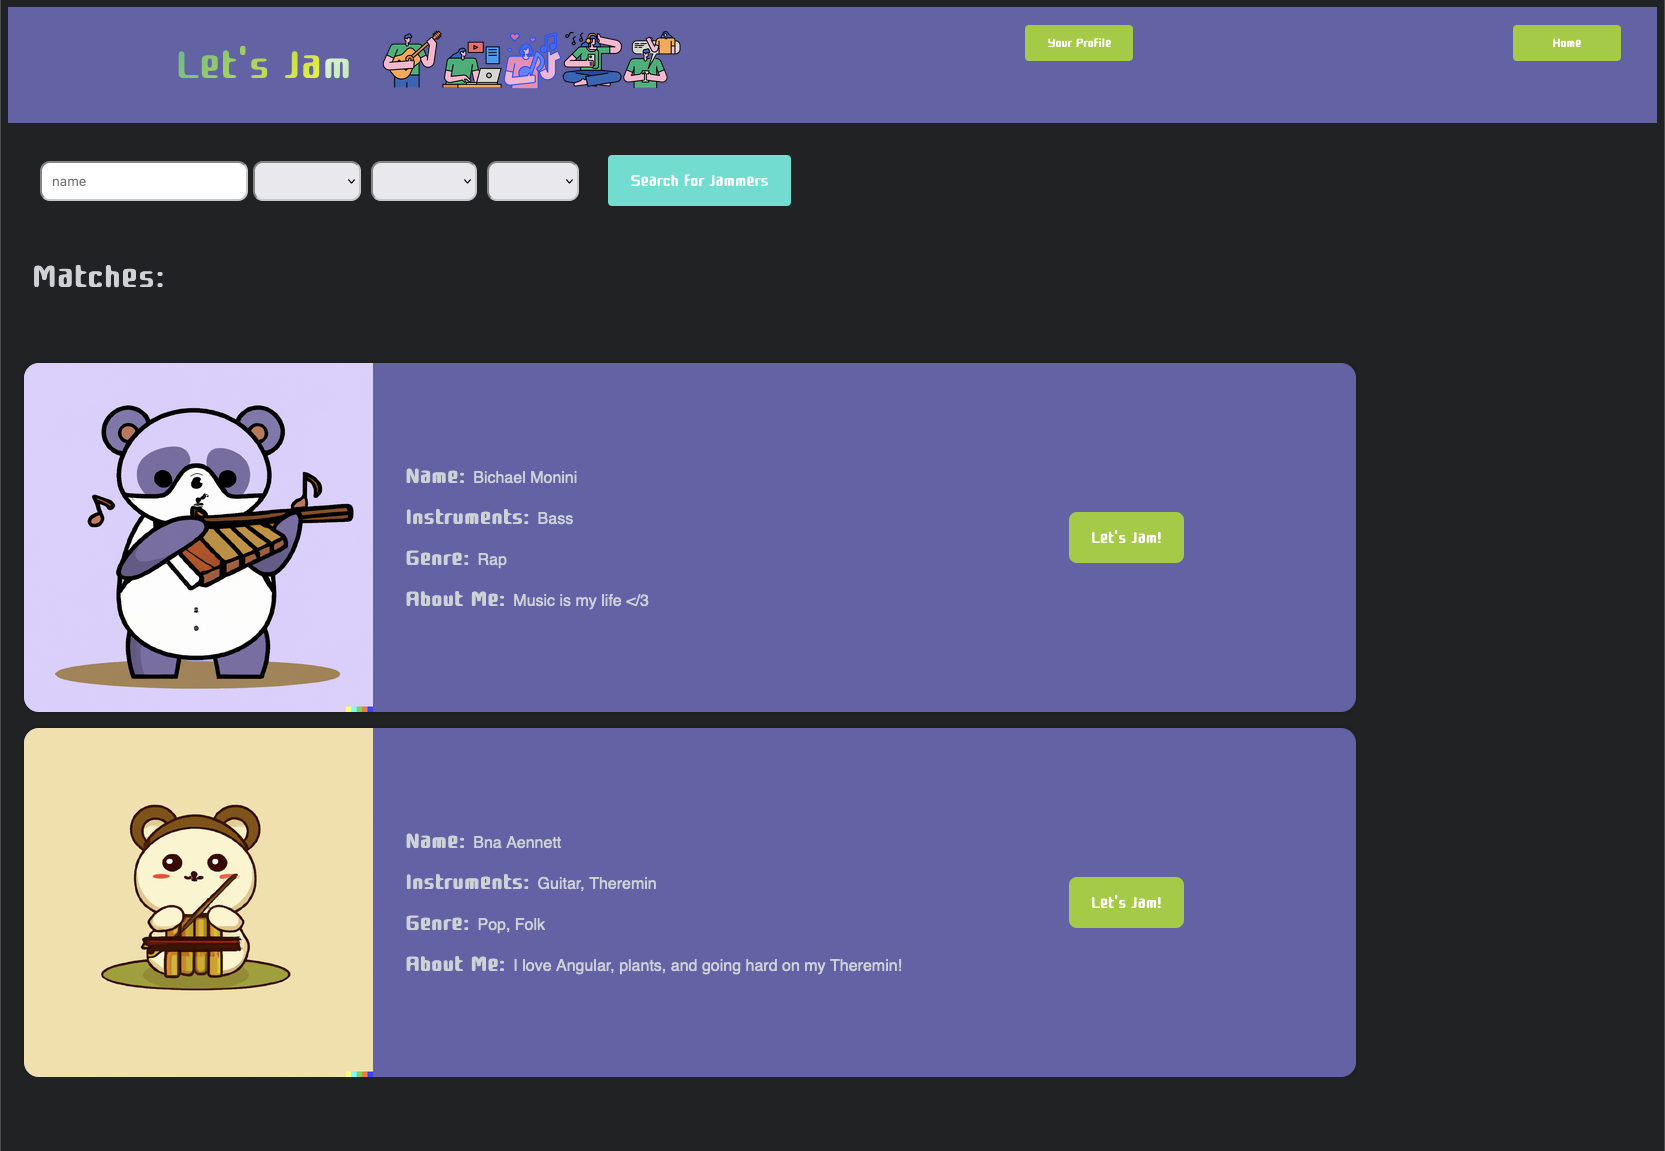 Let's Jam
Your Profile
Home
name
Search for Jammers
Matches:
Name: Bichael Monini
Instruments: Bass
Genre: Rap
About Me: Music is my life </3
Let's Jam!
Name: Bna Aennett
Instruments: Guitar, Theremin
Genre: Pop, Folk
About Me: I love Angular, plants, and going hard on my Theremin!
Let's Jam!